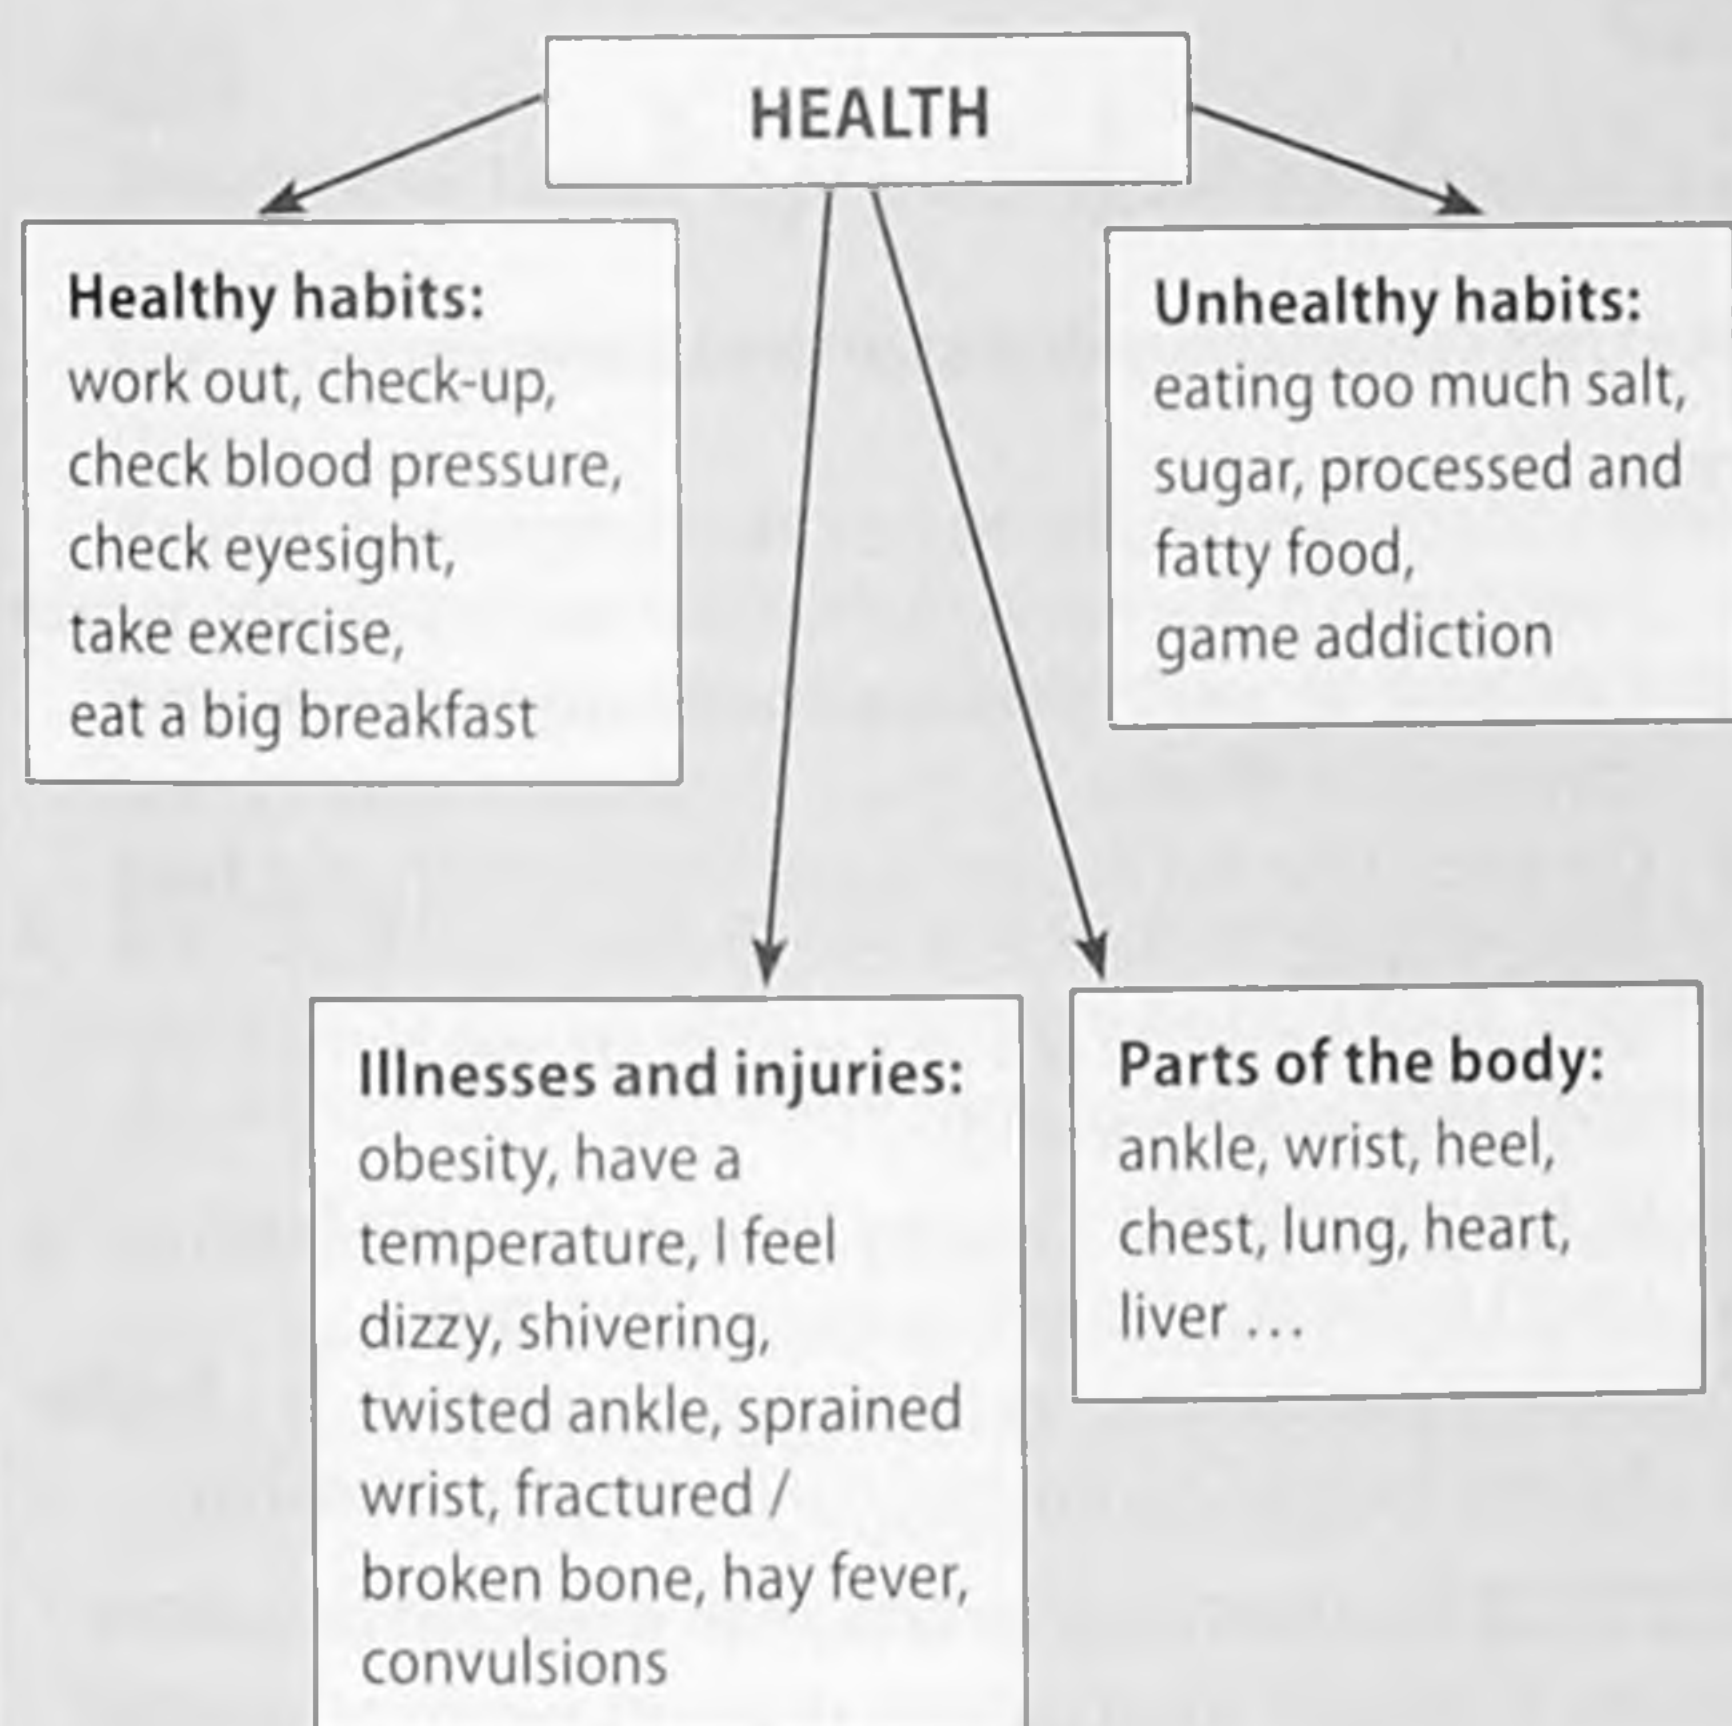 HEALTH
Healthy habits:
work out, check-up,
check blood pressure,
check eyesight,
take exercise,
eat a big breakfast
Unhealthy habits:
eating too much salt,
sugar, processed and
fatty food,
game addiction
Illnesses and injuries:
obesity, have a
temperature, I feel
dizzy, shivering,
twisted ankle, sprained
wrist, fractured /
broken bone, hay fever,
convulsions
Parts of the body:
ankle, wrist, heel,
chest, lung, heart,
liver ...